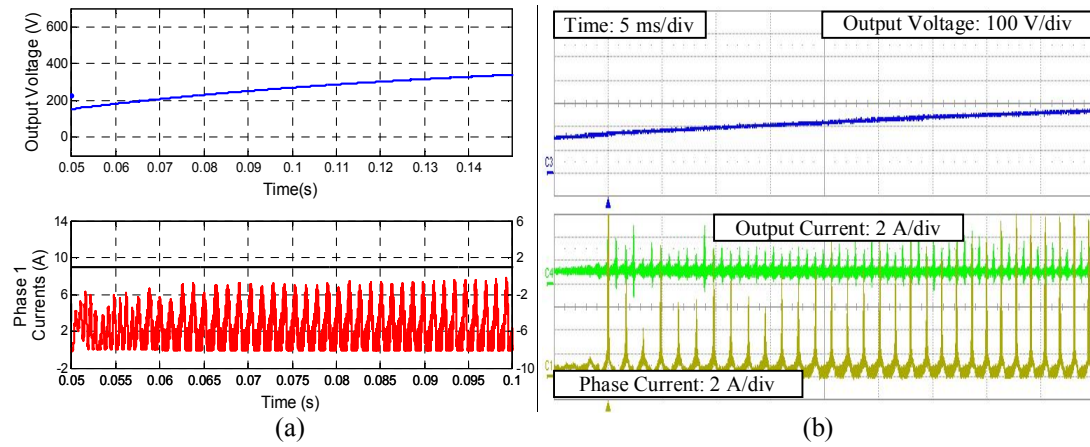 Output Voltage (V)
600
400
200
0
0.05 0.06 0.07 0.08 0.09 0.1 0.11 0.12 0.13 0.14
Time(s)
Phase 1
Currents (A)
14
10
6
2
-2
6
2
-2
-6
-10
0.05 0.055 0.06 0.065 0.07 0.075 0.08 0.085 0.09 0.095 0.1
Time (s)
(a)
Time: 5 ms/div
Output Voltage: 100 V/div
C3
Output Current: 2 A/div
C4
C1
Phase Current: 2 A/div
(b)